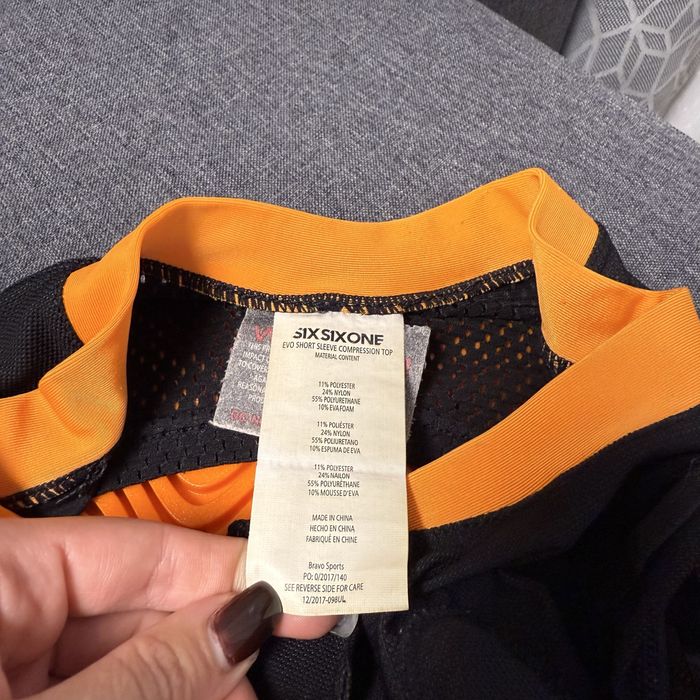 SIXSIXONE
EVO SHORT SLEEVE COMPRESSION TOP
MATERIAL CONTENT
11% POLYESTER
24% NYLON
55% POLYURETHANE
10% EVA FOAM
11% POLIÉSTER
24% NYLON
55% POLIURETANO
10% ESPUMA DE EVA
11% POLYESTER
24% NAILON
55% POLYURÉTHANE
10% MOUSSE D'EVA
MADE IN CHINA
HECHO EN CHINA
FABRIQUÉ EN CHINE
Bravo Sports
PO: 0/2017/140
SEE REVERSE SIDE FOR CARE
12/2017-098UL
IMPACT